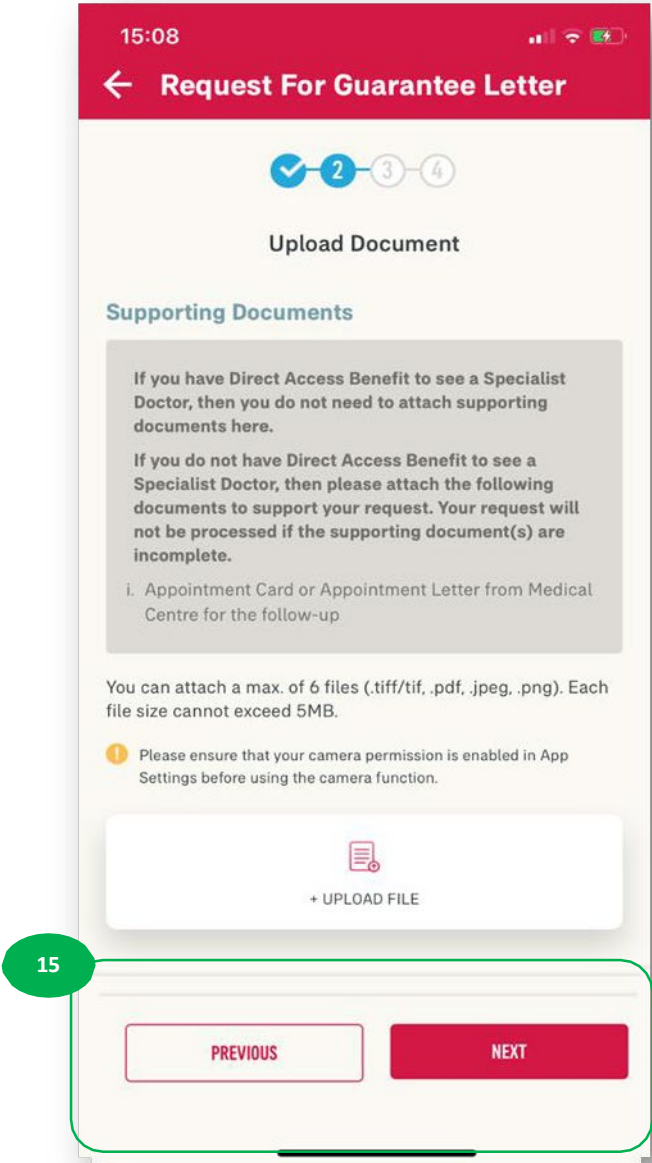 15:08
Request For Guarantee Letter
2 3 4
Upload Document
Supporting Documents
If you have Direct Access Benefit to see a Specialist
Doctor, then you do not need to attach supporting
documents here.
If you do not have Direct Access Benefit to see a
Specialist Doctor, then please attach the following
documents to support your request. Your request will
not be processed if the supporting document(s) are
incomplete.
i. Appointment Card or Appointment Letter from Medical
Centre for the follow-up
You can attach a max. of 6 files (.tiff/tif, .pdf, .jpeg, .png). Each
file size cannot exceed 5MB.
! Please ensure that your camera permission is enabled in App
Settings before using the camera function.
+ UPLOAD FILE
15
PREVIOUS NEXT